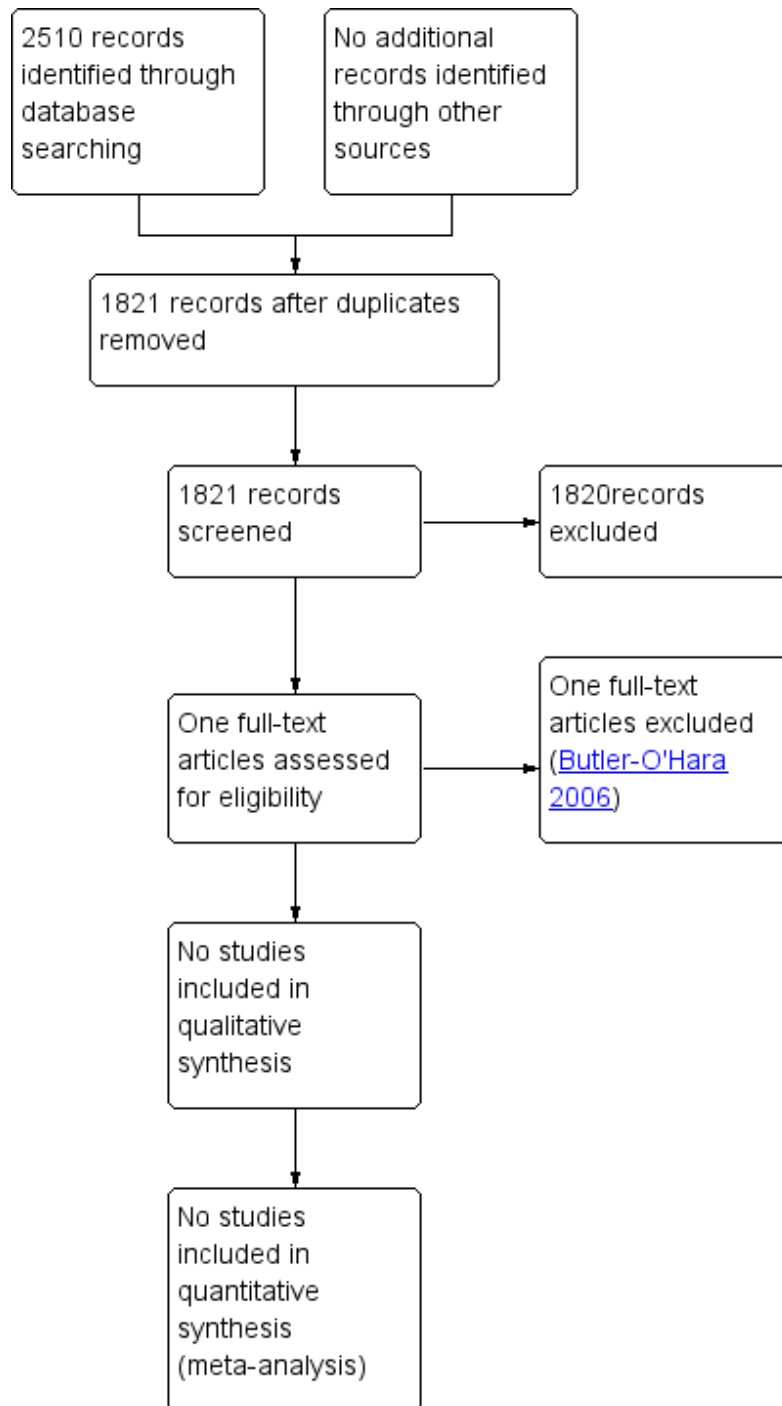 2510 records
identified through
database
searching
No additional
records identified
through other
sources
1821 records after duplicates
removed
1821 records
screened
1820records
excluded
One full-text
articles assessed
for eligibility
One full-text
articles excluded
(Butler-O'Hara
2006)
No studies
included in
qualitative
synthesis
No studies
included in
quantitative
synthesis
(meta-analysis)